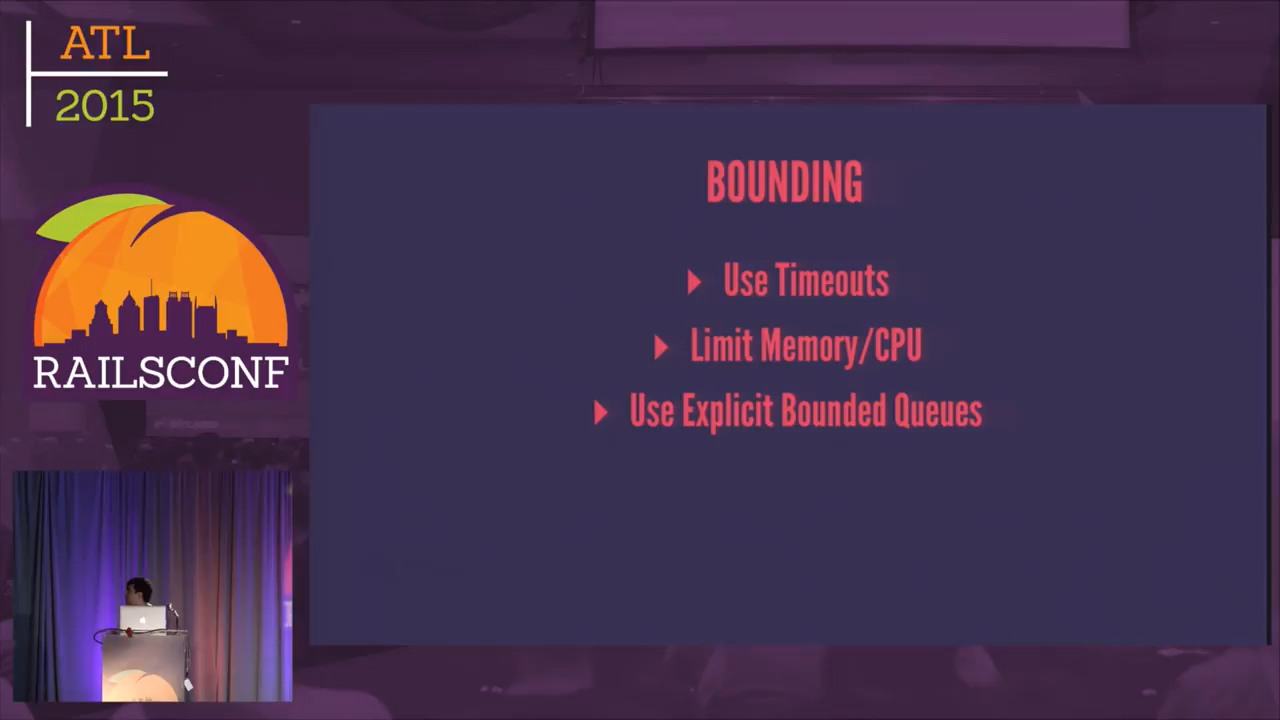 ATL
2015
RAILSCONF
BOUNDING
Use Timeouts
Limit Memory/CPU
Use Explicit Bounded Queues